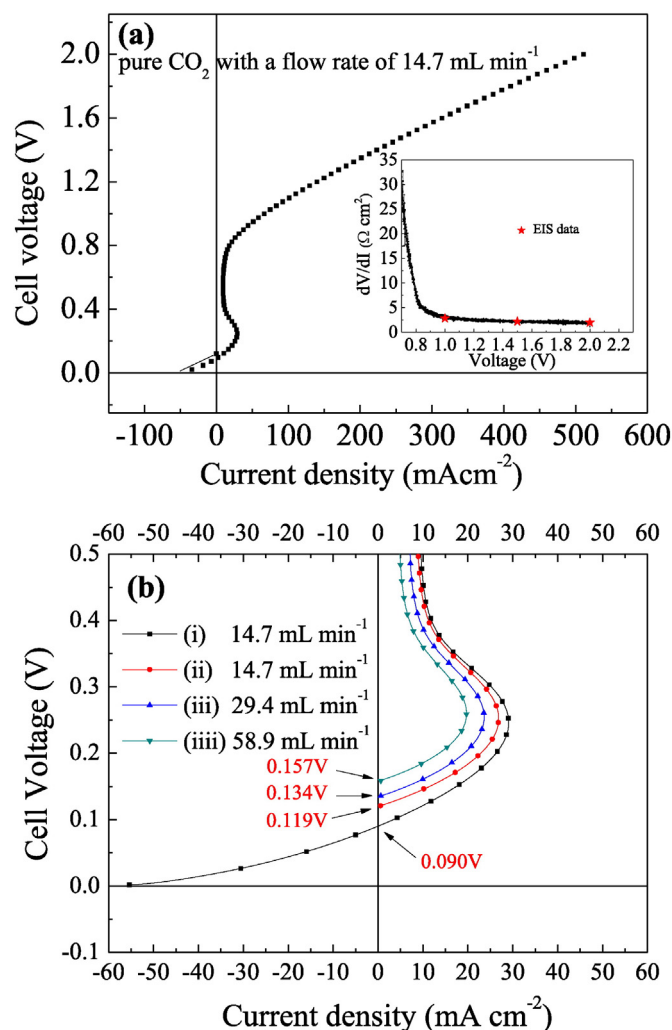 (a)
pure CO2 with a flow rate of 14.7 mL min-1
2.0
1.6
1.2
0.8
0.4
0.0
Cell voltage (V)
35
30
25
20
15
10
5
0
dV/dI (Ω cm2)
EIS data
0.8 1.0 1.2 1.4 1.6 1.8 2.0 2.2
Voltage (V)
-100 0 100 200 300 400 500 600
Current density (mAcm-2)
-60 -50 -40 -30 -20 -10 0 10 20 30 40 50 60
(b)
0.5
0.4
0.3
0.2
0.1
0.0
-0.1
Cell Voltage (V)
(i) 14.7 mL min-1
(ii) 14.7 mL min-1
(iii) 29.4 mL min-1
(iiii) 58.9 mL min-1
0.157V
0.134V
0.119V
0.090V
-60 -50 -40 -30 -20 -10 0 10 20 30 40 50 60
Current density (mA cm-2)